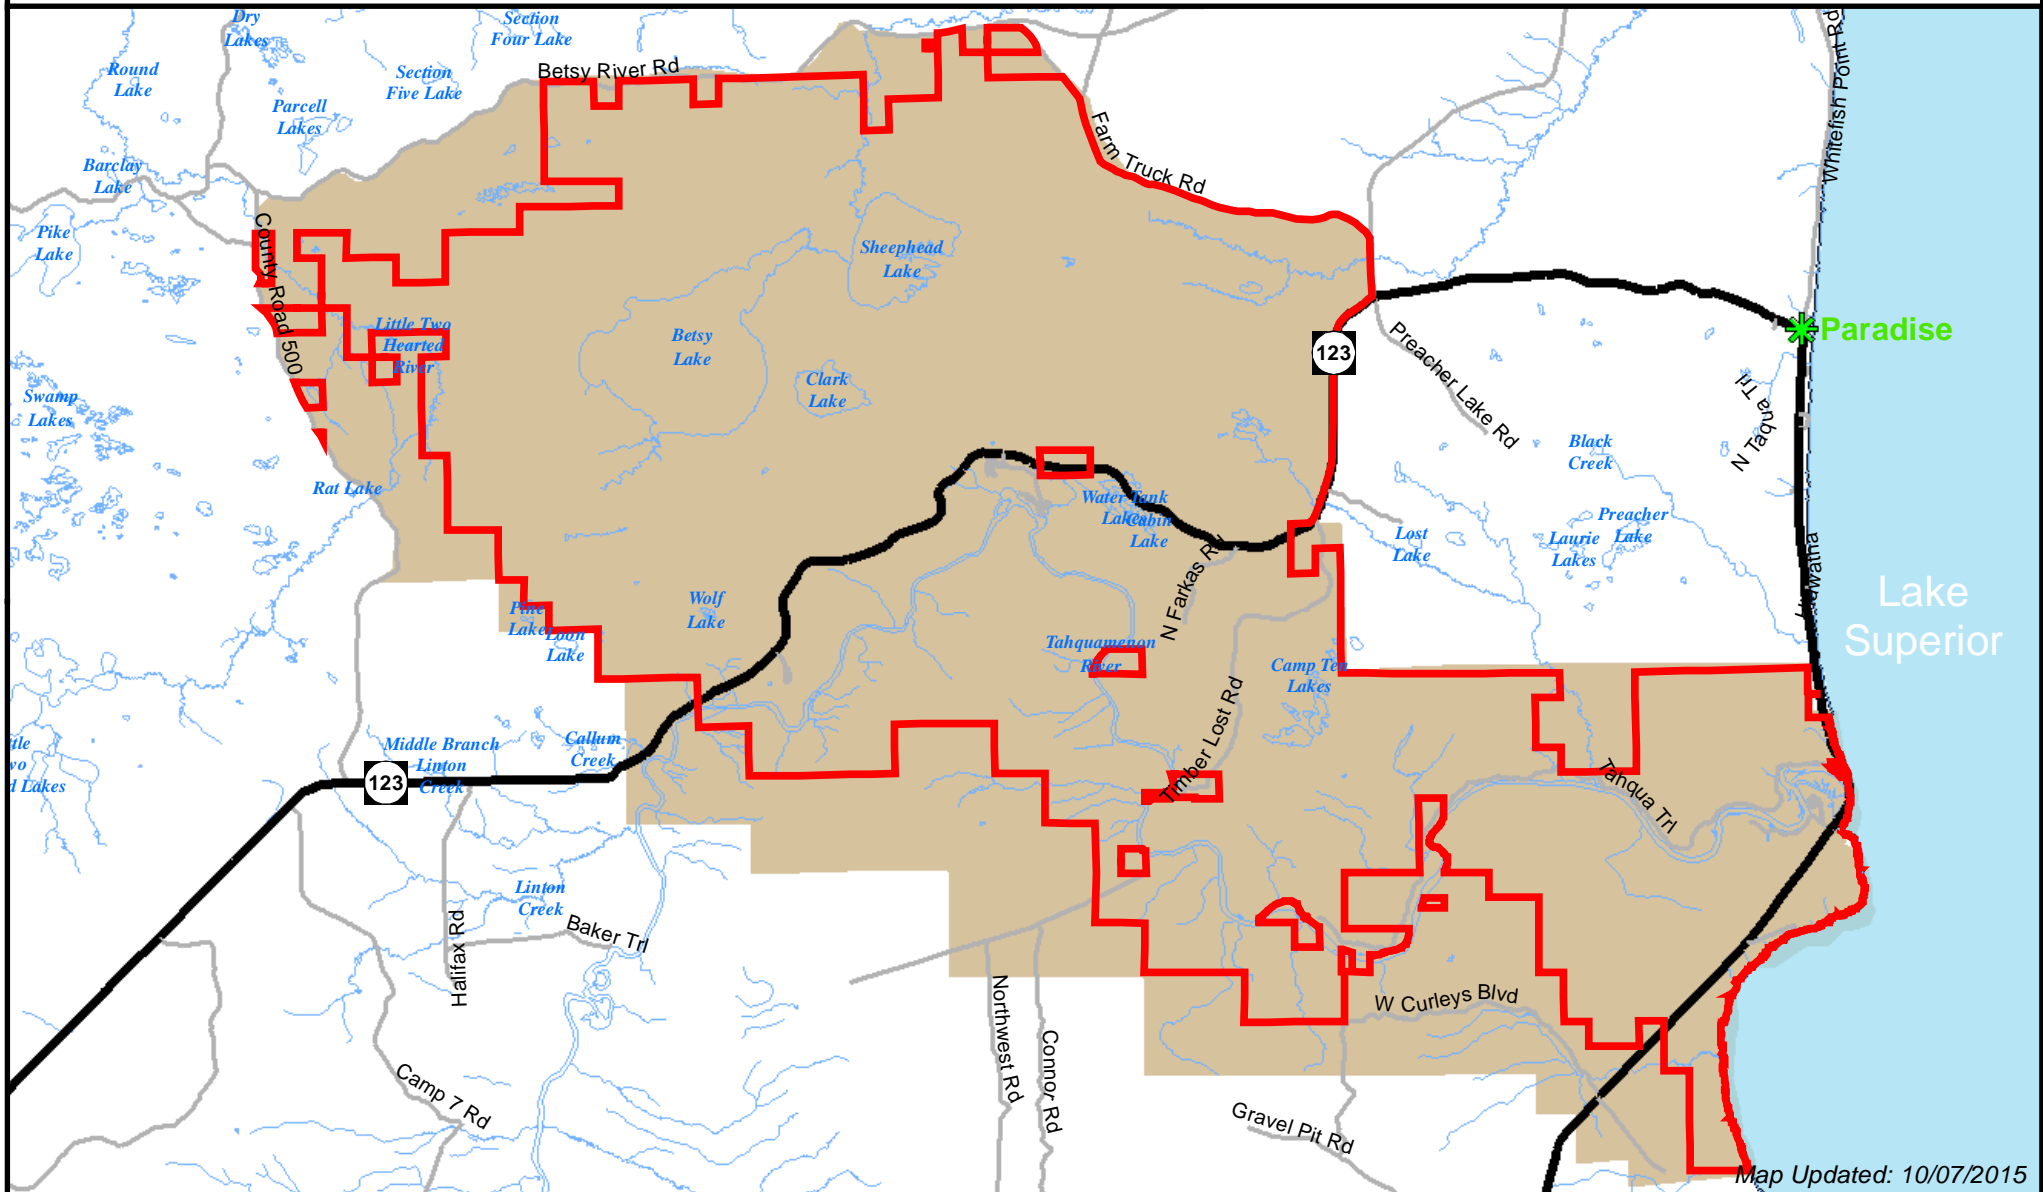 Dry
Lakes
Section
Four Lake
Round
Lake
Section
Five Lake
Betsy River Rd
Parcell
Lakes
Whitefish Point Rd
Barclay
Lake
Farm Truck Rd
Pike
Lake
County Road 500
Sheephead
Lake
Little Two
Hearted
River
Betsy
Lake
Clark
Lake
123
Preacher Lake Rd
Paradise
N Taqua Trl
Swamp
Lakes
Black
Creek
Rat Lake
Water Tank
Lakes
Cabin
Lake
Lost
Lake
Preacher
Lake
Laurie
Lakes
N Farkas Rd
Hiawatha
Lake
Superior
Wolf
Lake
Pine
Lake
Loon
Lake
Tahquamenon
River
Camp Ten
Lakes
Timber Lost Rd
Middle Branch
Linton
Creek
Callum
Creek
123
Tahqua Trl
Lakes
Linton
Creek
Baker Trl
Halifax Rd
Northwest Rd
Connor Rd
W Curleys Blvd
Camp 7 Rd
Gravel Pit Rd
Map Updated: 10/07/2015